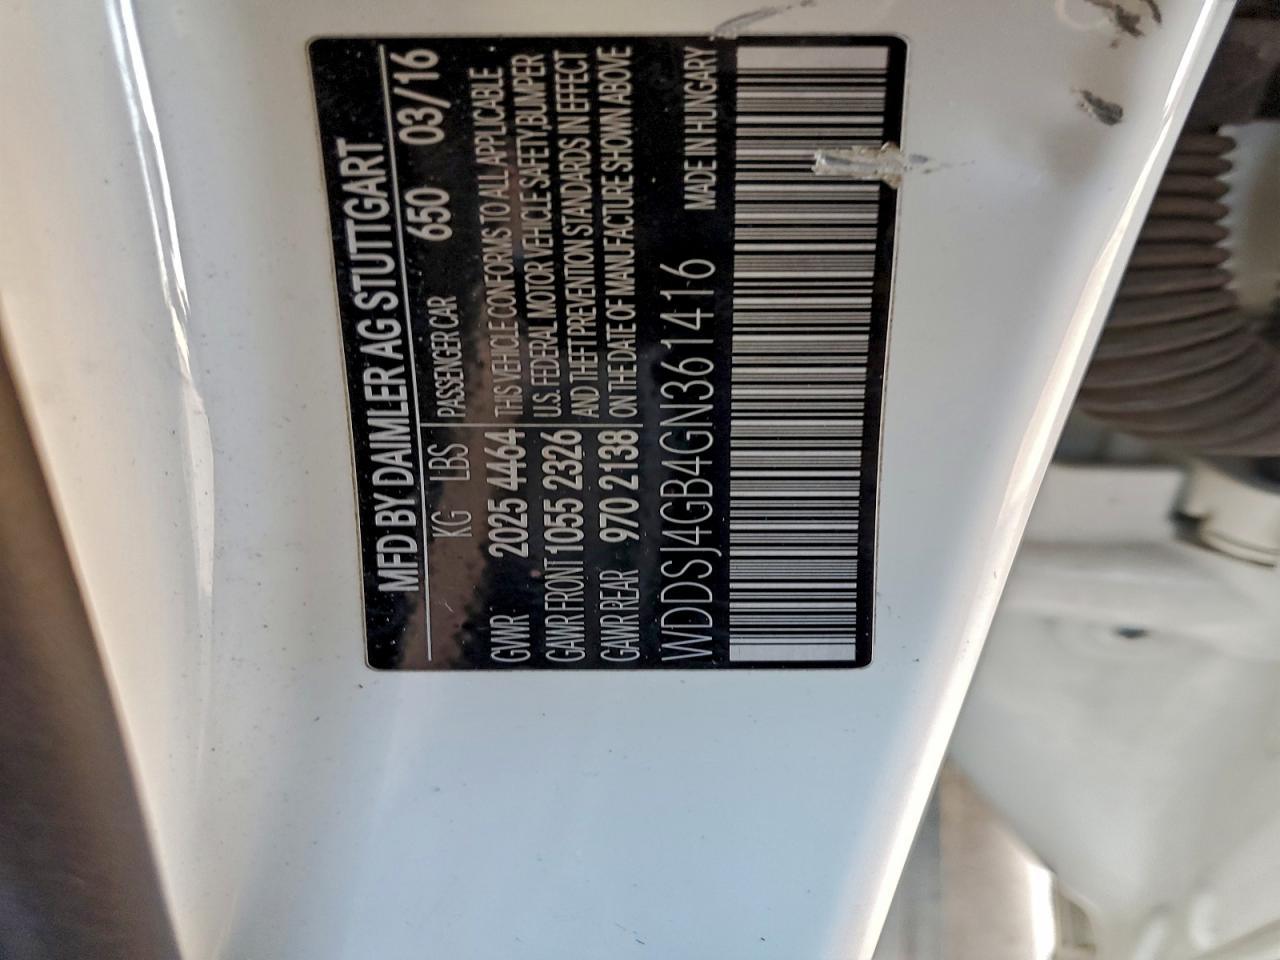 MFD BY DAIMLER AG STUTTGART
650 03/16
KG LBS PASSENGER CAR
GWR 2025 4464 THIS VEHICLE CONFORMS TO ALL APPLICABLE
GAWR FRONT 1055 2326 U.S. FEDERAL MOTOR VEHICLE SAFETY,BUMPER
AND THEFT PREVENTION STANDARDS IN EFFECT
GAWR REAR 970 2138 ON THE DATE OF MANUFACTURE SHOWN ABOVE
WDDSJ4GB4GN361416 MADE IN HUNGARY